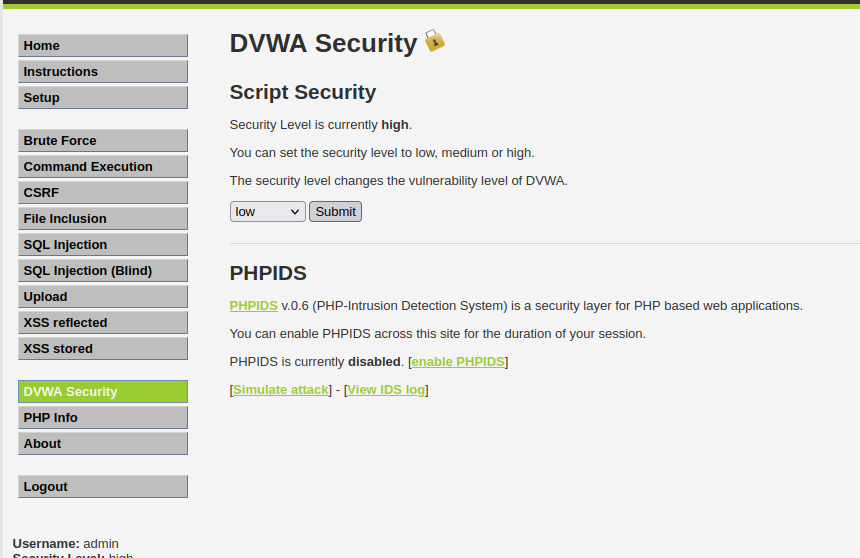 Home
Instructions
Setup
Brute Force
Command Execution
CSRF
File Inclusion
SQL Injection
SQL Injection (Blind)
Upload
XSS reflected
XSS stored
DVWA Security
PHP Info
About
Logout
Username: admin
Security Level: high
DVWA Security
Script Security
Security Level is currently high.
You can set the security level to low, medium or high.
The security level changes the vulnerability level of DVWA.
low Submit
PHPIDS
PHPIDS v.0.6 (PHP-Intrusion Detection System) is a security layer for PHP based web applications.
You can enable PHPIDS across this site for the duration of your session.
PHPIDS is currently disabled. [enable PHPIDS]
[Simulate attack] - [View IDS log]